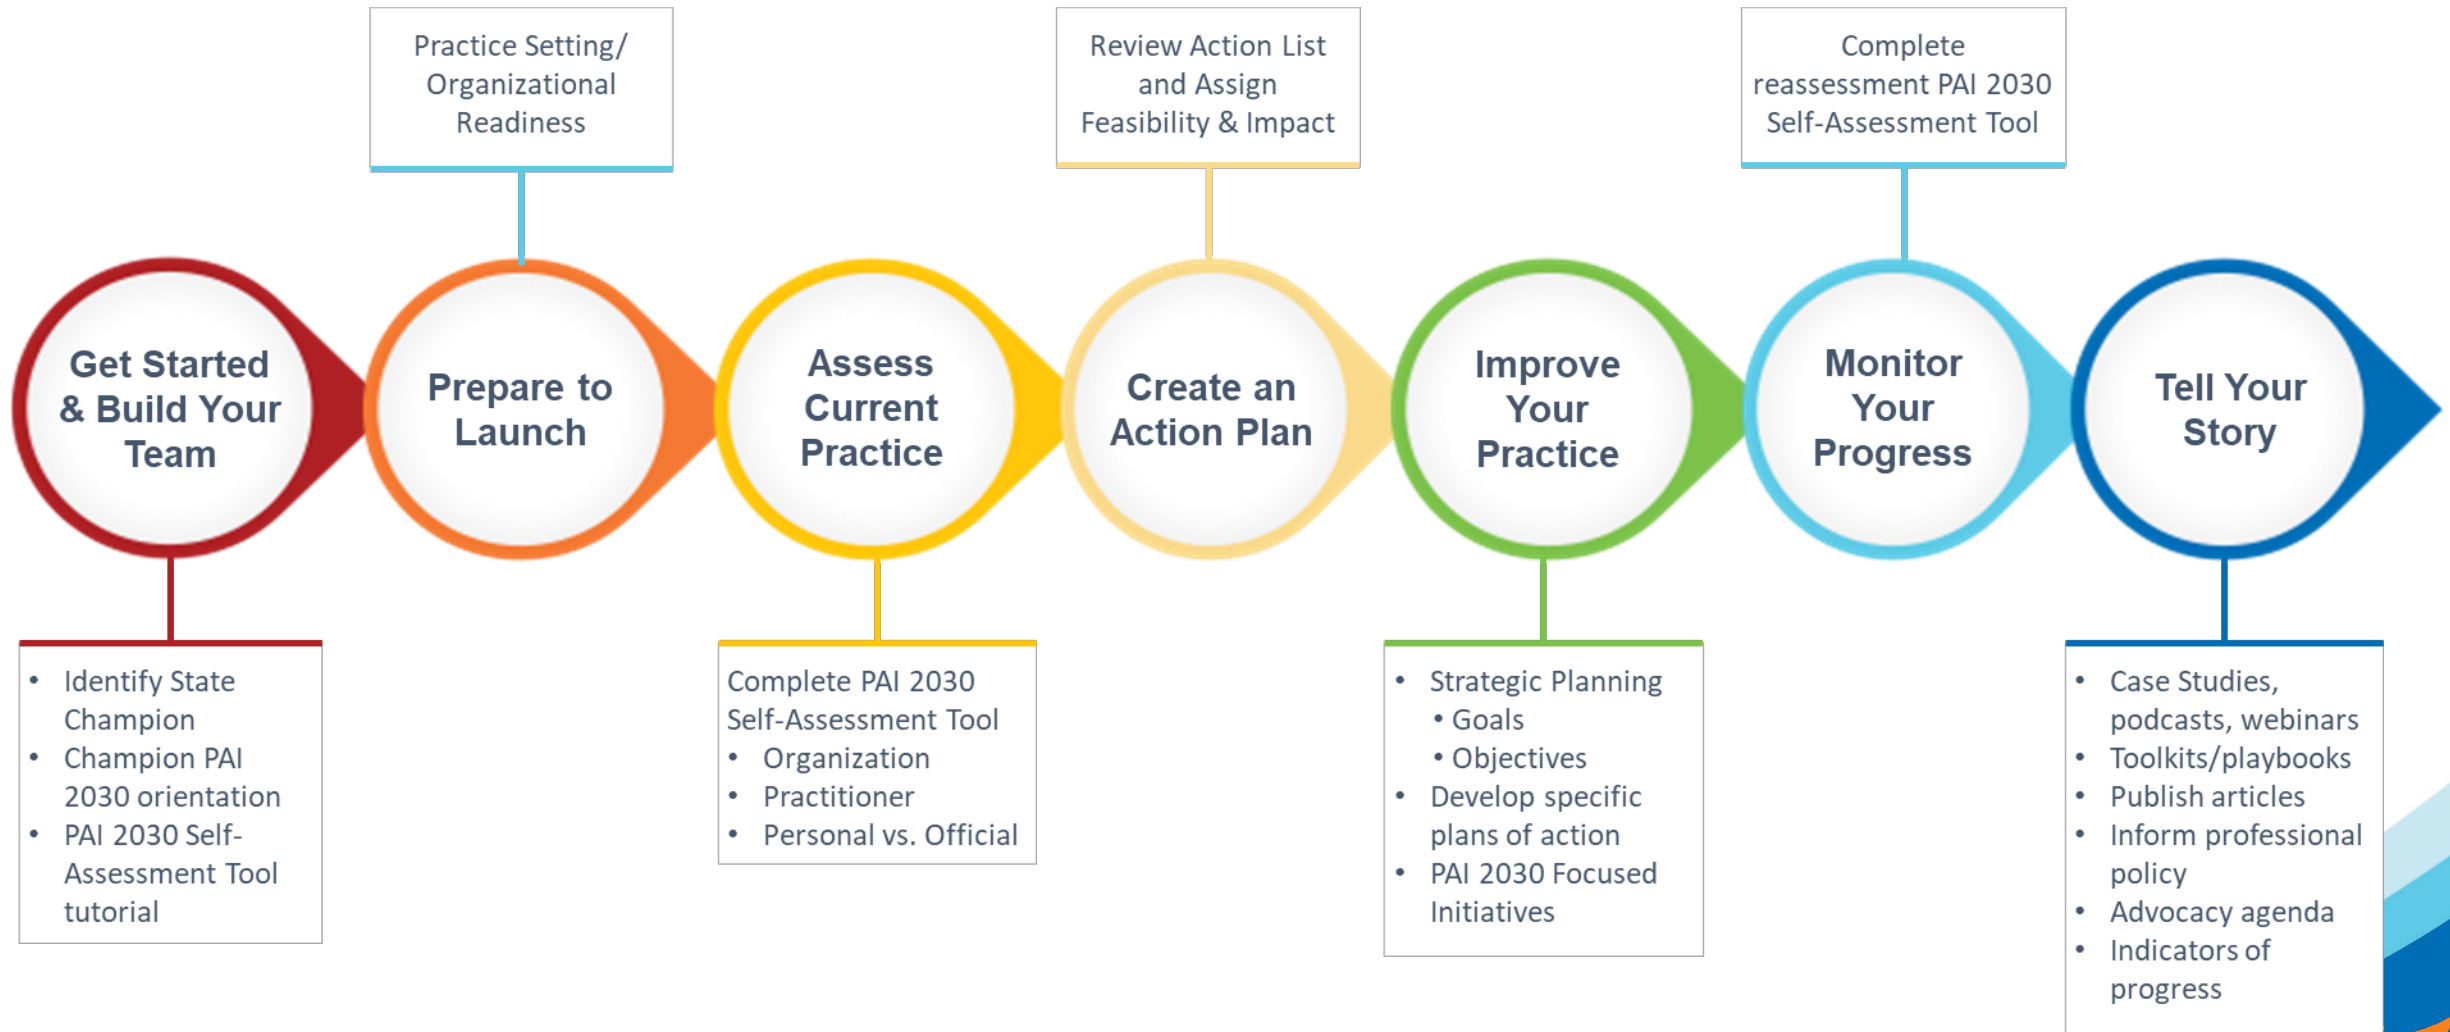 Practice Setting/
Organizational
Readiness
Review Action List
and Assign
Feasibility & Impact
Complete
reassessment PAI 2030
Self-Assessment Tool
Get Started
& Build Your
Team
Prepare to
Launch
Assess
Current
Practice
Create an
Action Plan
Improve
Your
Practice
Monitor
Your
Progress
Tell Your
Story
• Identify State
Champion
• Champion PAI
2030 orientation
• PAI 2030 Self-
Assessment Tool
tutorial
Complete PAI 2030
Self-Assessment Tool
• Organization
• Practitioner
• Personal vs. Official
• Strategic Planning
• Goals
• Objectives
• Develop specific
plans of action
• PAI 2030 Focused
Initiatives
• Case Studies,
podcasts, webinars
• Toolkits/playbooks
• Publish articles
• Inform professional
policy
• Advocacy agenda
• Indicators of
progress